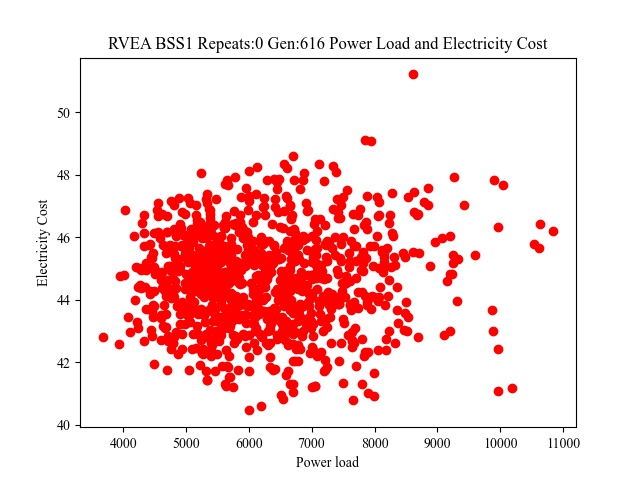 RVEA BSS1 Repeats:0 Gen:616 Power Load and Electricity Cost
50
48
46
44
42
40
Electricity Cost
4000 5000 6000 7000 8000 9000 10000 11000
Power load